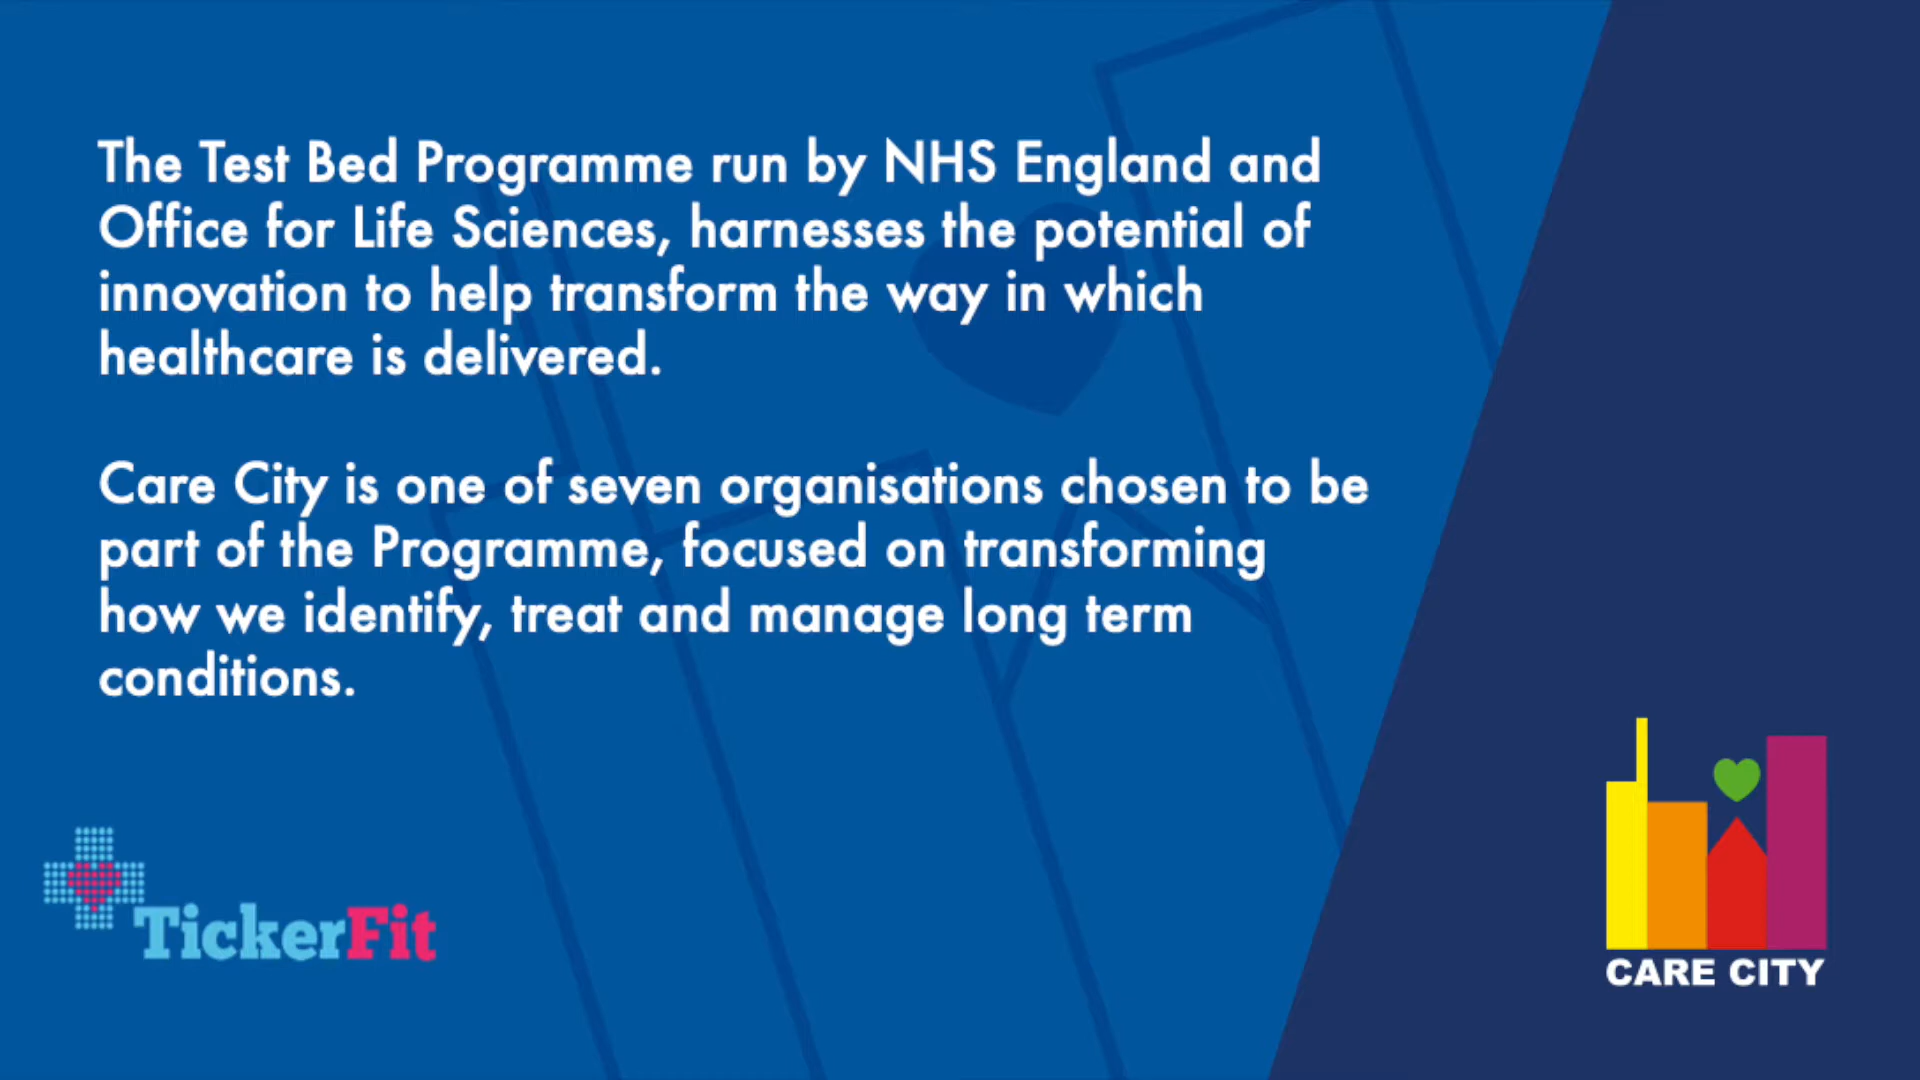 The Test Bed Programme run by NHS England and
Office for Life Sciences, harnesses the potential of
innovation to help transform the way in which
healthcare is delivered.
Care City is one of seven organisations chosen to be
part of the Programme, focused on transforming
how we identify, treat and manage long term
conditions.
TickerFit
CARE CITY